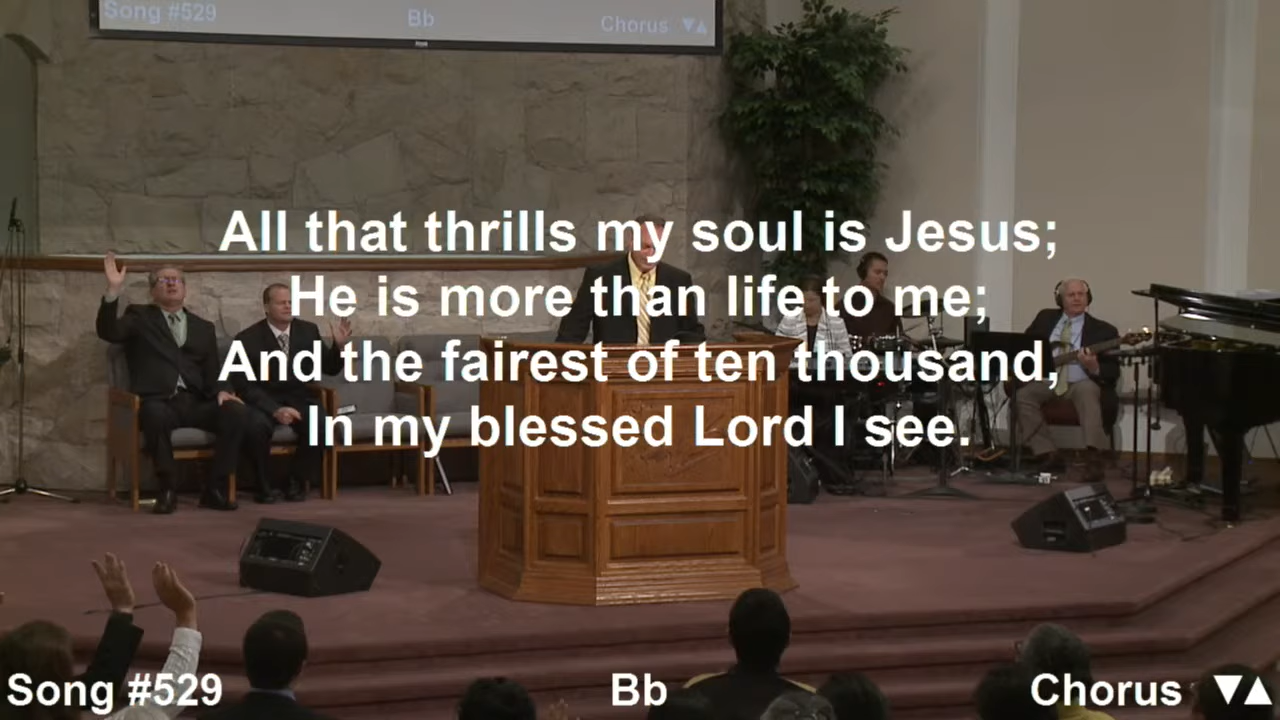 Song #529 Bb Chorus ▼▲
All that thrills my soul is Jesus;
He is more than life to me;
And the fairest of ten thousand,
In my blessed Lord I see.
Song #529 Bb Chorus ▼▲